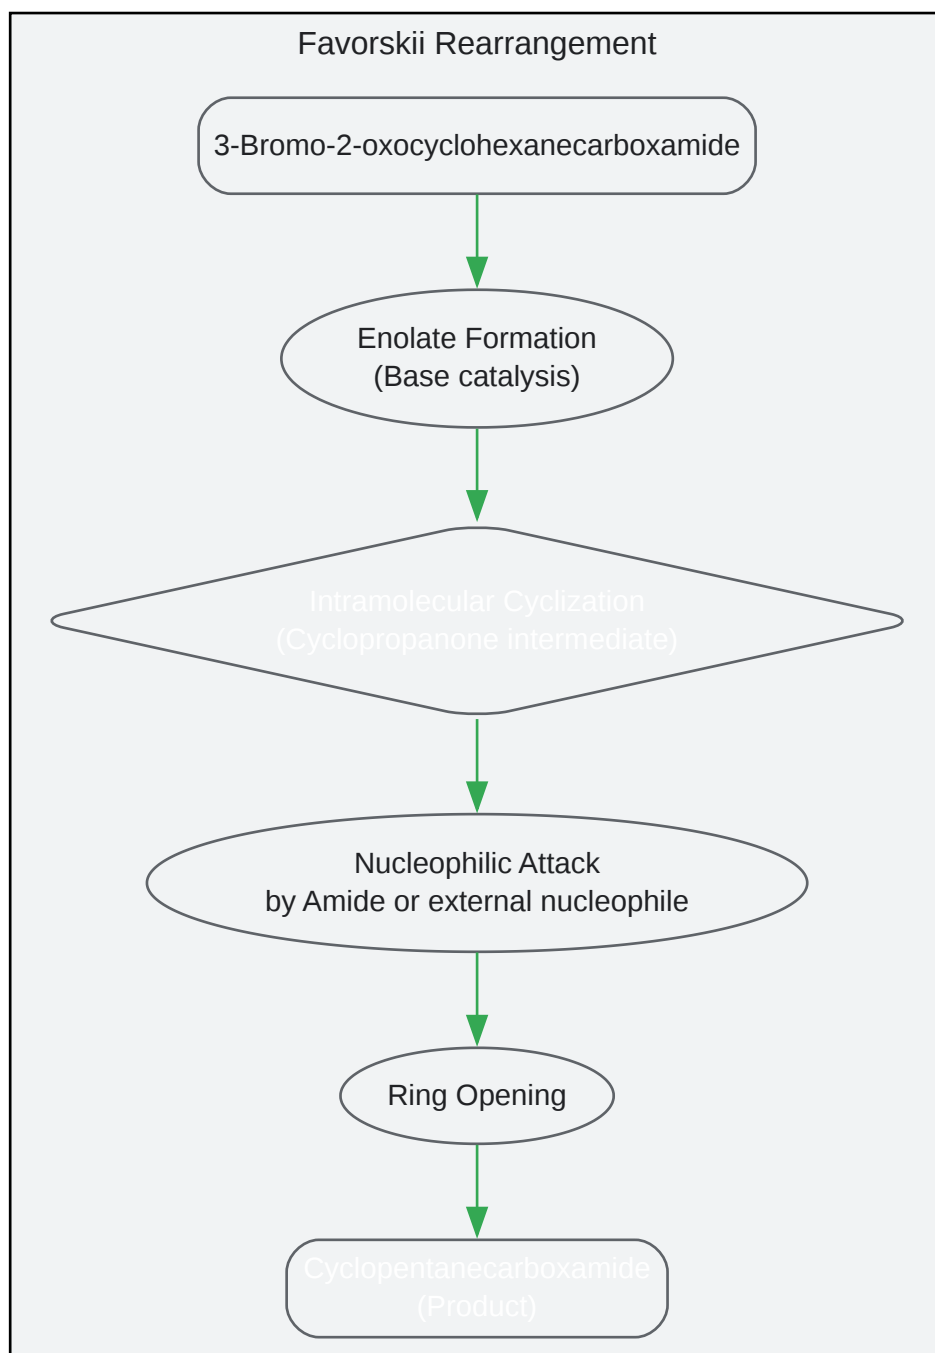 Favorskii Rearrangement
3-Bromo-2-oxocyclohexanecarboxamide
Enolate Formation
(Base catalysis)
Intramolecular Cyclization
(Cyclopropanone intermediate)
Nucleophilic Attack
by Amide or external nucleophile
Ring Opening
Cyclopentanecarboxamide
(Product)